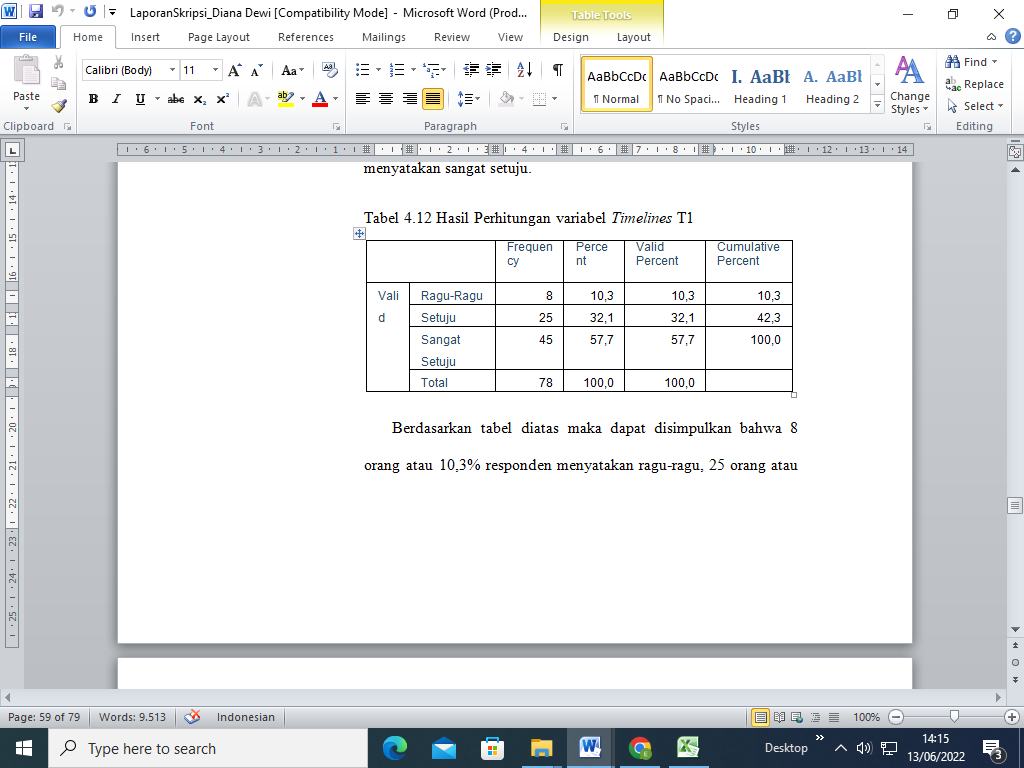 LaporanSkripsi_Diana Dewi [Compatibility Mode] - Microsoft Word (Prod...
Table Tools
File Home Insert Page Layout References Mailings Review View Design Layout
Paste
Calibri (Body) 11
AaBbCcDc AaBbCcDc I. AaBb A. AaBb
¶ Normal ¶ No Spaci... Heading 1 Heading 2
Change
Styles
Find
Replace
Select
Clipboard Font Paragraph Styles Editing
menyatakan sangat setuju.
Tabel 4.12 Hasil Perhitungan variabel Timelines T1
Frequen
cy
Perce
nt
Valid
Percent
Cumulative
Percent
Vali
d
Ragu-Ragu 8 10,3 10,3 10,3
Setuju 25 32,1 32,1 42,3
Sangat
Setuju
45 57,7 57,7 100,0
Total 78 100,0 100,0
Berdasarkan tabel diatas maka dapat disimpulkan bahwa 8
orang atau 10,3% responden menyatakan ragu-ragu, 25 orang atau
Page: 59 of 79 Words: 9.513 Indonesian 100%
Type here to search
Desktop
14:15
13/06/2022
3